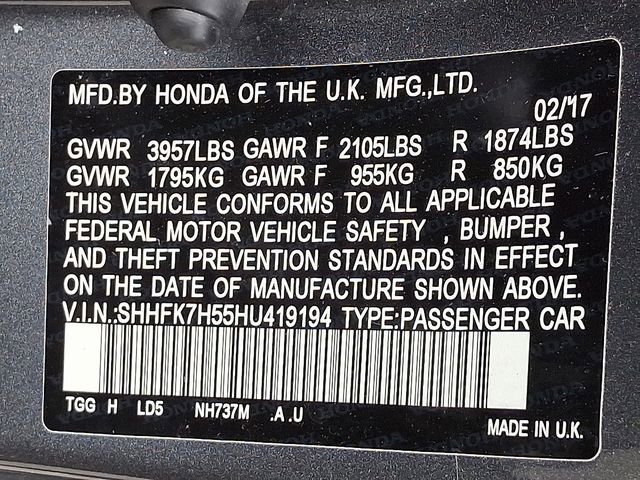 MFD.BY HONDA OF THE U.K. MFG.,LTD.
02/'17
GVWR 3957LBS GAWR F 2105LBS R 1874LBS
GVWR 1795KG GAWR F 955KG R 850KG
THIS VEHICLE CONFORMS TO ALL APPLICABLE
FEDERAL MOTOR VEHICLE SAFETY , BUMPER ,
AND THEFT PREVENTION STANDARDS IN EFFECT
ON THE DATE OF MANUFACTURE SHOWN ABOVE.
V.I.N.:SHHFK7H55HU419194 TYPE:PASSENGER CAR
TGG H LD5 NH737M .A .U
MADE IN U.K.